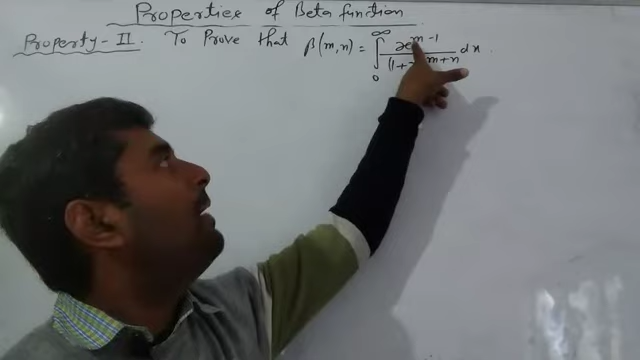 Properties of Beta function
Property-II. To Prove that β(m,n) = ∫₀^∞ x^(m-1) / (1+x)^(m+n) dx.